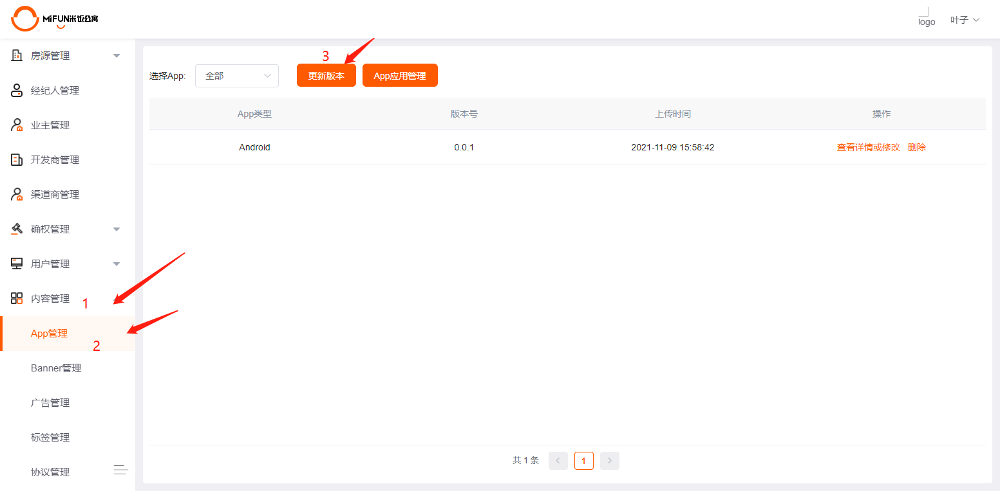 MiFUN米饭公寓
logo
叶子
房源管理
经纪人管理
业主管理
开发商管理
渠道商管理
确权管理
用户管理
内容管理
1
App管理
2
Banner管理
广告管理
标签管理
协议管理
3
选择App:
全部
更新版本
App应用管理
App类型 版本号 上传时间 操作
Android 0.0.1 2021-11-09 15:58:42 查看详情或修改 删除
共 1 条
1